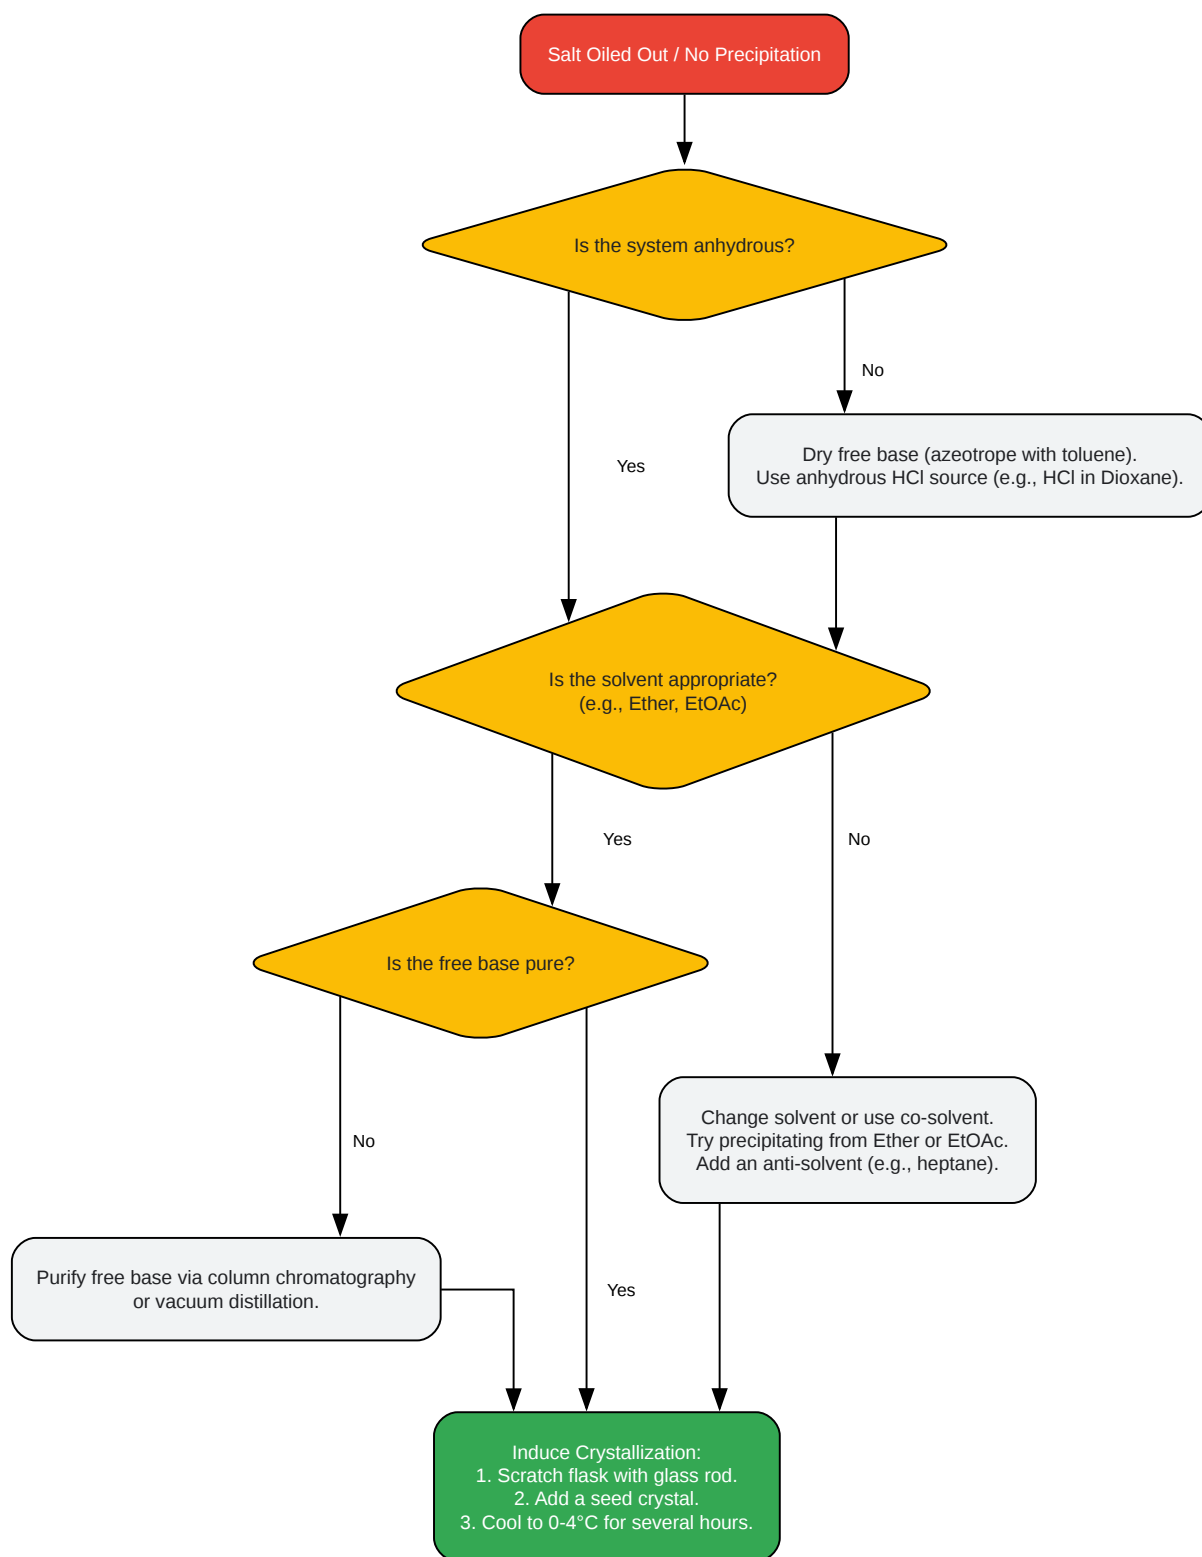 Salt Oiled Out / No Precipitation
Is the system anhydrous?
No
Dry free base (azeotrope with toluene).
Use anhydrous HCl source (e.g., HCl in Dioxane).
Yes
Is the solvent appropriate?
(e.g., Ether, EtOAc)
Yes
No
Is the free base pure?
Change solvent or use co-solvent.
Try precipitating from Ether or EtOAc.
Add an anti-solvent (e.g., heptane).
No
Purify free base via column chromatography
or vacuum distillation.
Yes
Induce Crystallization:
1. Scratch flask with glass rod.
2. Add a seed crystal.
3. Cool to 0-4°C for several hours.